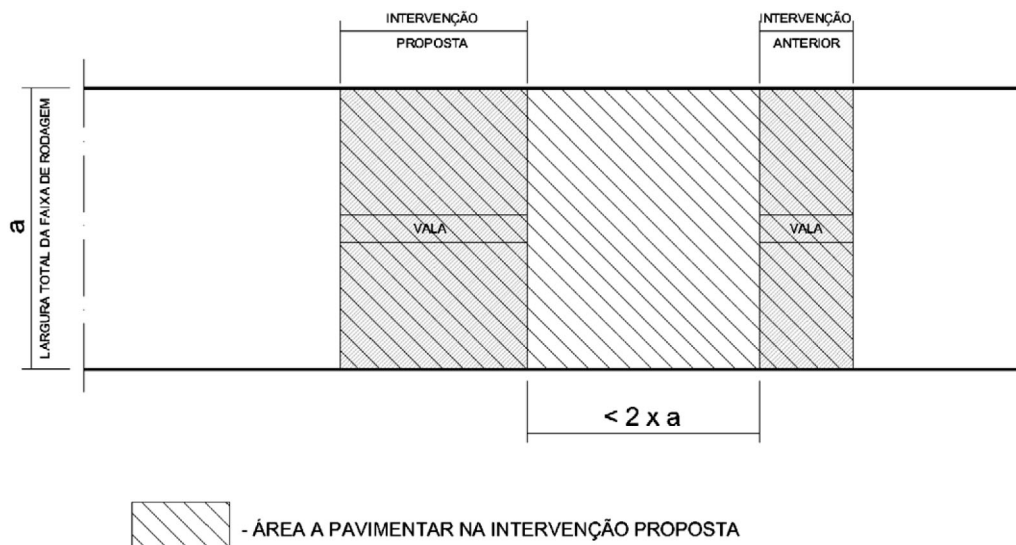 INTERVENÇÃO
PROPOSTA
INTERVENÇÃO
ANTERIOR
a
LARGURA TOTAL DA FAIXA DE RODAGEM
VALA
VALA
< 2 x a
- ÁREA A PAVIMENTAR NA INTERVENÇÃO PROPOSTA